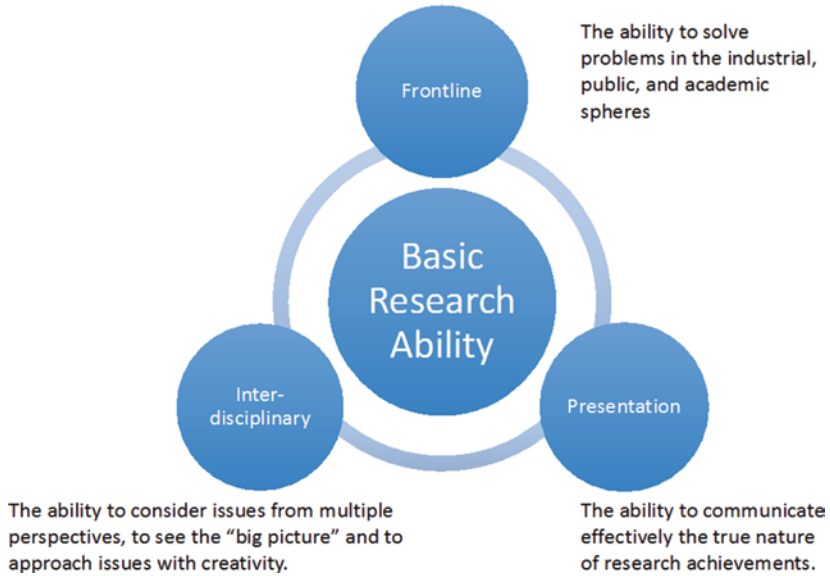 Frontline
The ability to solve
problems in the industrial,
public, and academic
spheres
Basic
Research
Ability
Inter-
disciplinary
Presentation
The ability to consider issues from multiple
perspectives, to see the “big picture” and to
approach issues with creativity.
The ability to communicate
effectively the true nature
of research achievements.